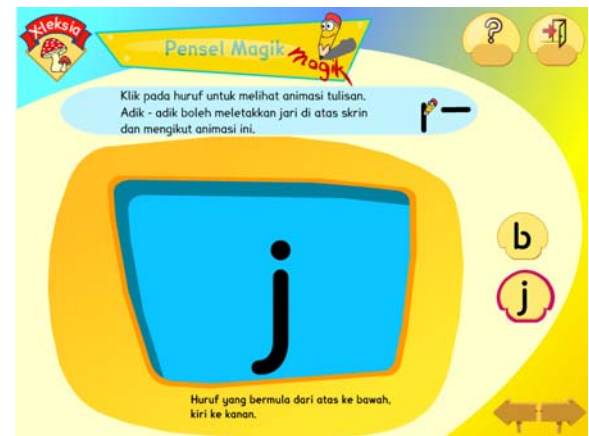 X-leksia
Pensel Magik
magik
?
Klik pada huruf untuk melihat animasi tulisan.
Adik - adik boleh meletakkan jari di atas skrin
dan mengikut animasi ini.
j
b
j
Huruf yang bermula dari atas ke bawah,
kiri ke kanan.